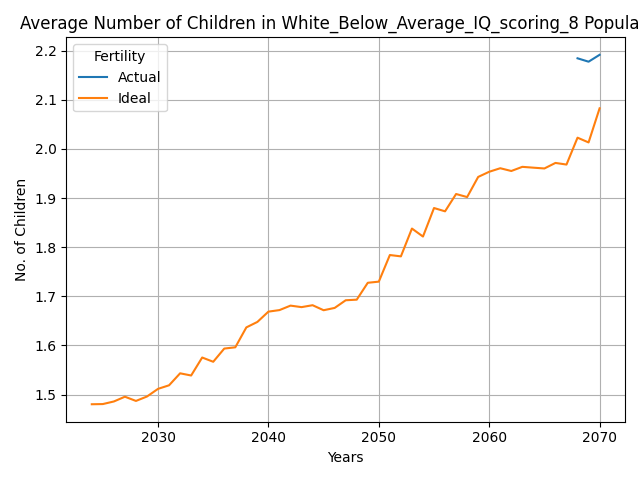 Average Number of Children in White_Below_Average_IQ_scoring_8 Popula
Fertility
Actual
Ideal
No. of Children
2.2
2.1
2.0
1.9
1.8
1.7
1.6
1.5
2030 2040 2050 2060 2070
Years